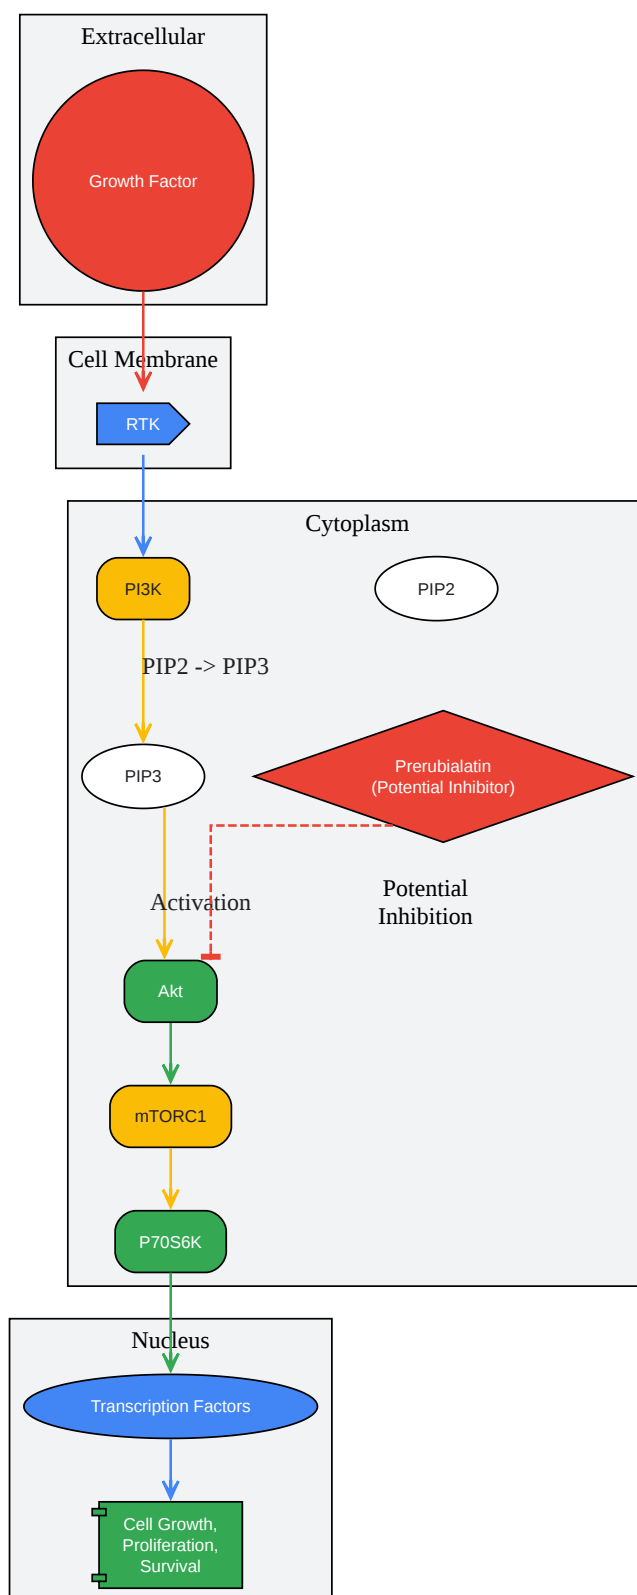 Extracellular
Growth Factor
Cell Membrane
RTK
Cytoplasm
PI3K
PIP2
PIP2 -> PIP3
PIP3
Prerubialatin
(Potential Inhibitor)
Activation
Potential
Inhibition
Akt
mTORC1
P70S6K
Nucleus
Transcription Factors
Cell Growth,
Proliferation,
Survival